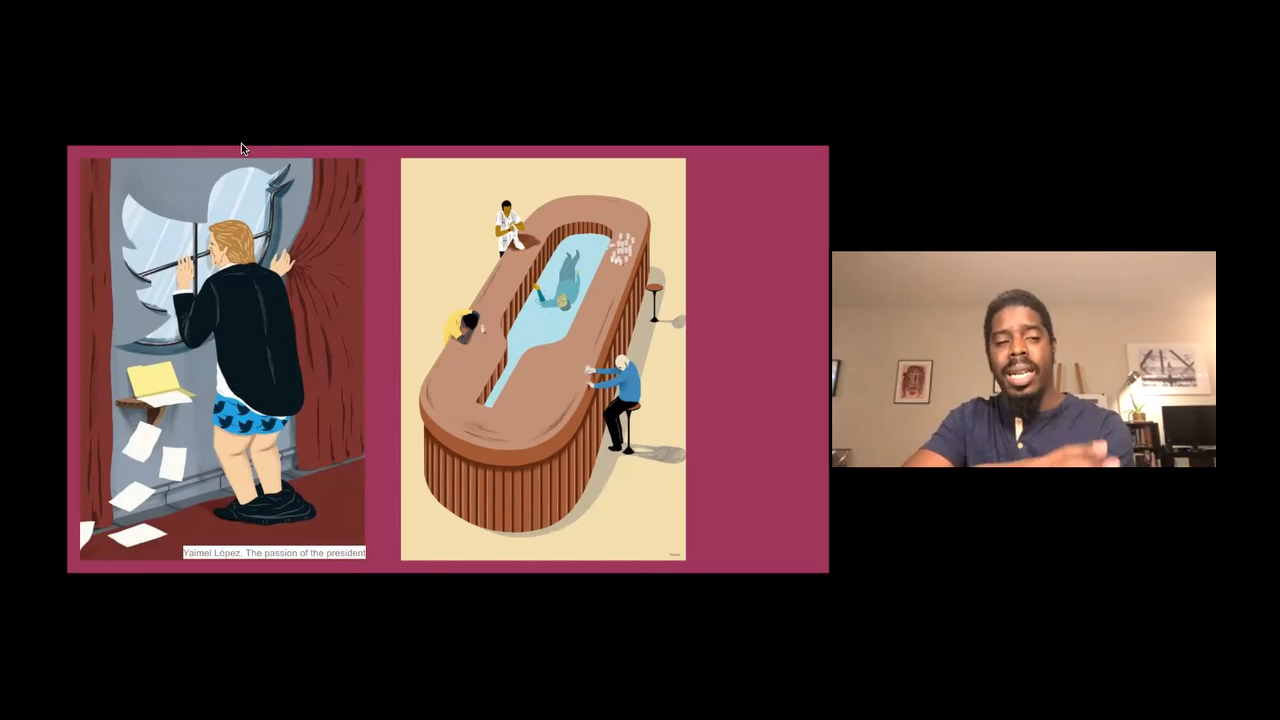 Yaimel López, The passion of the president